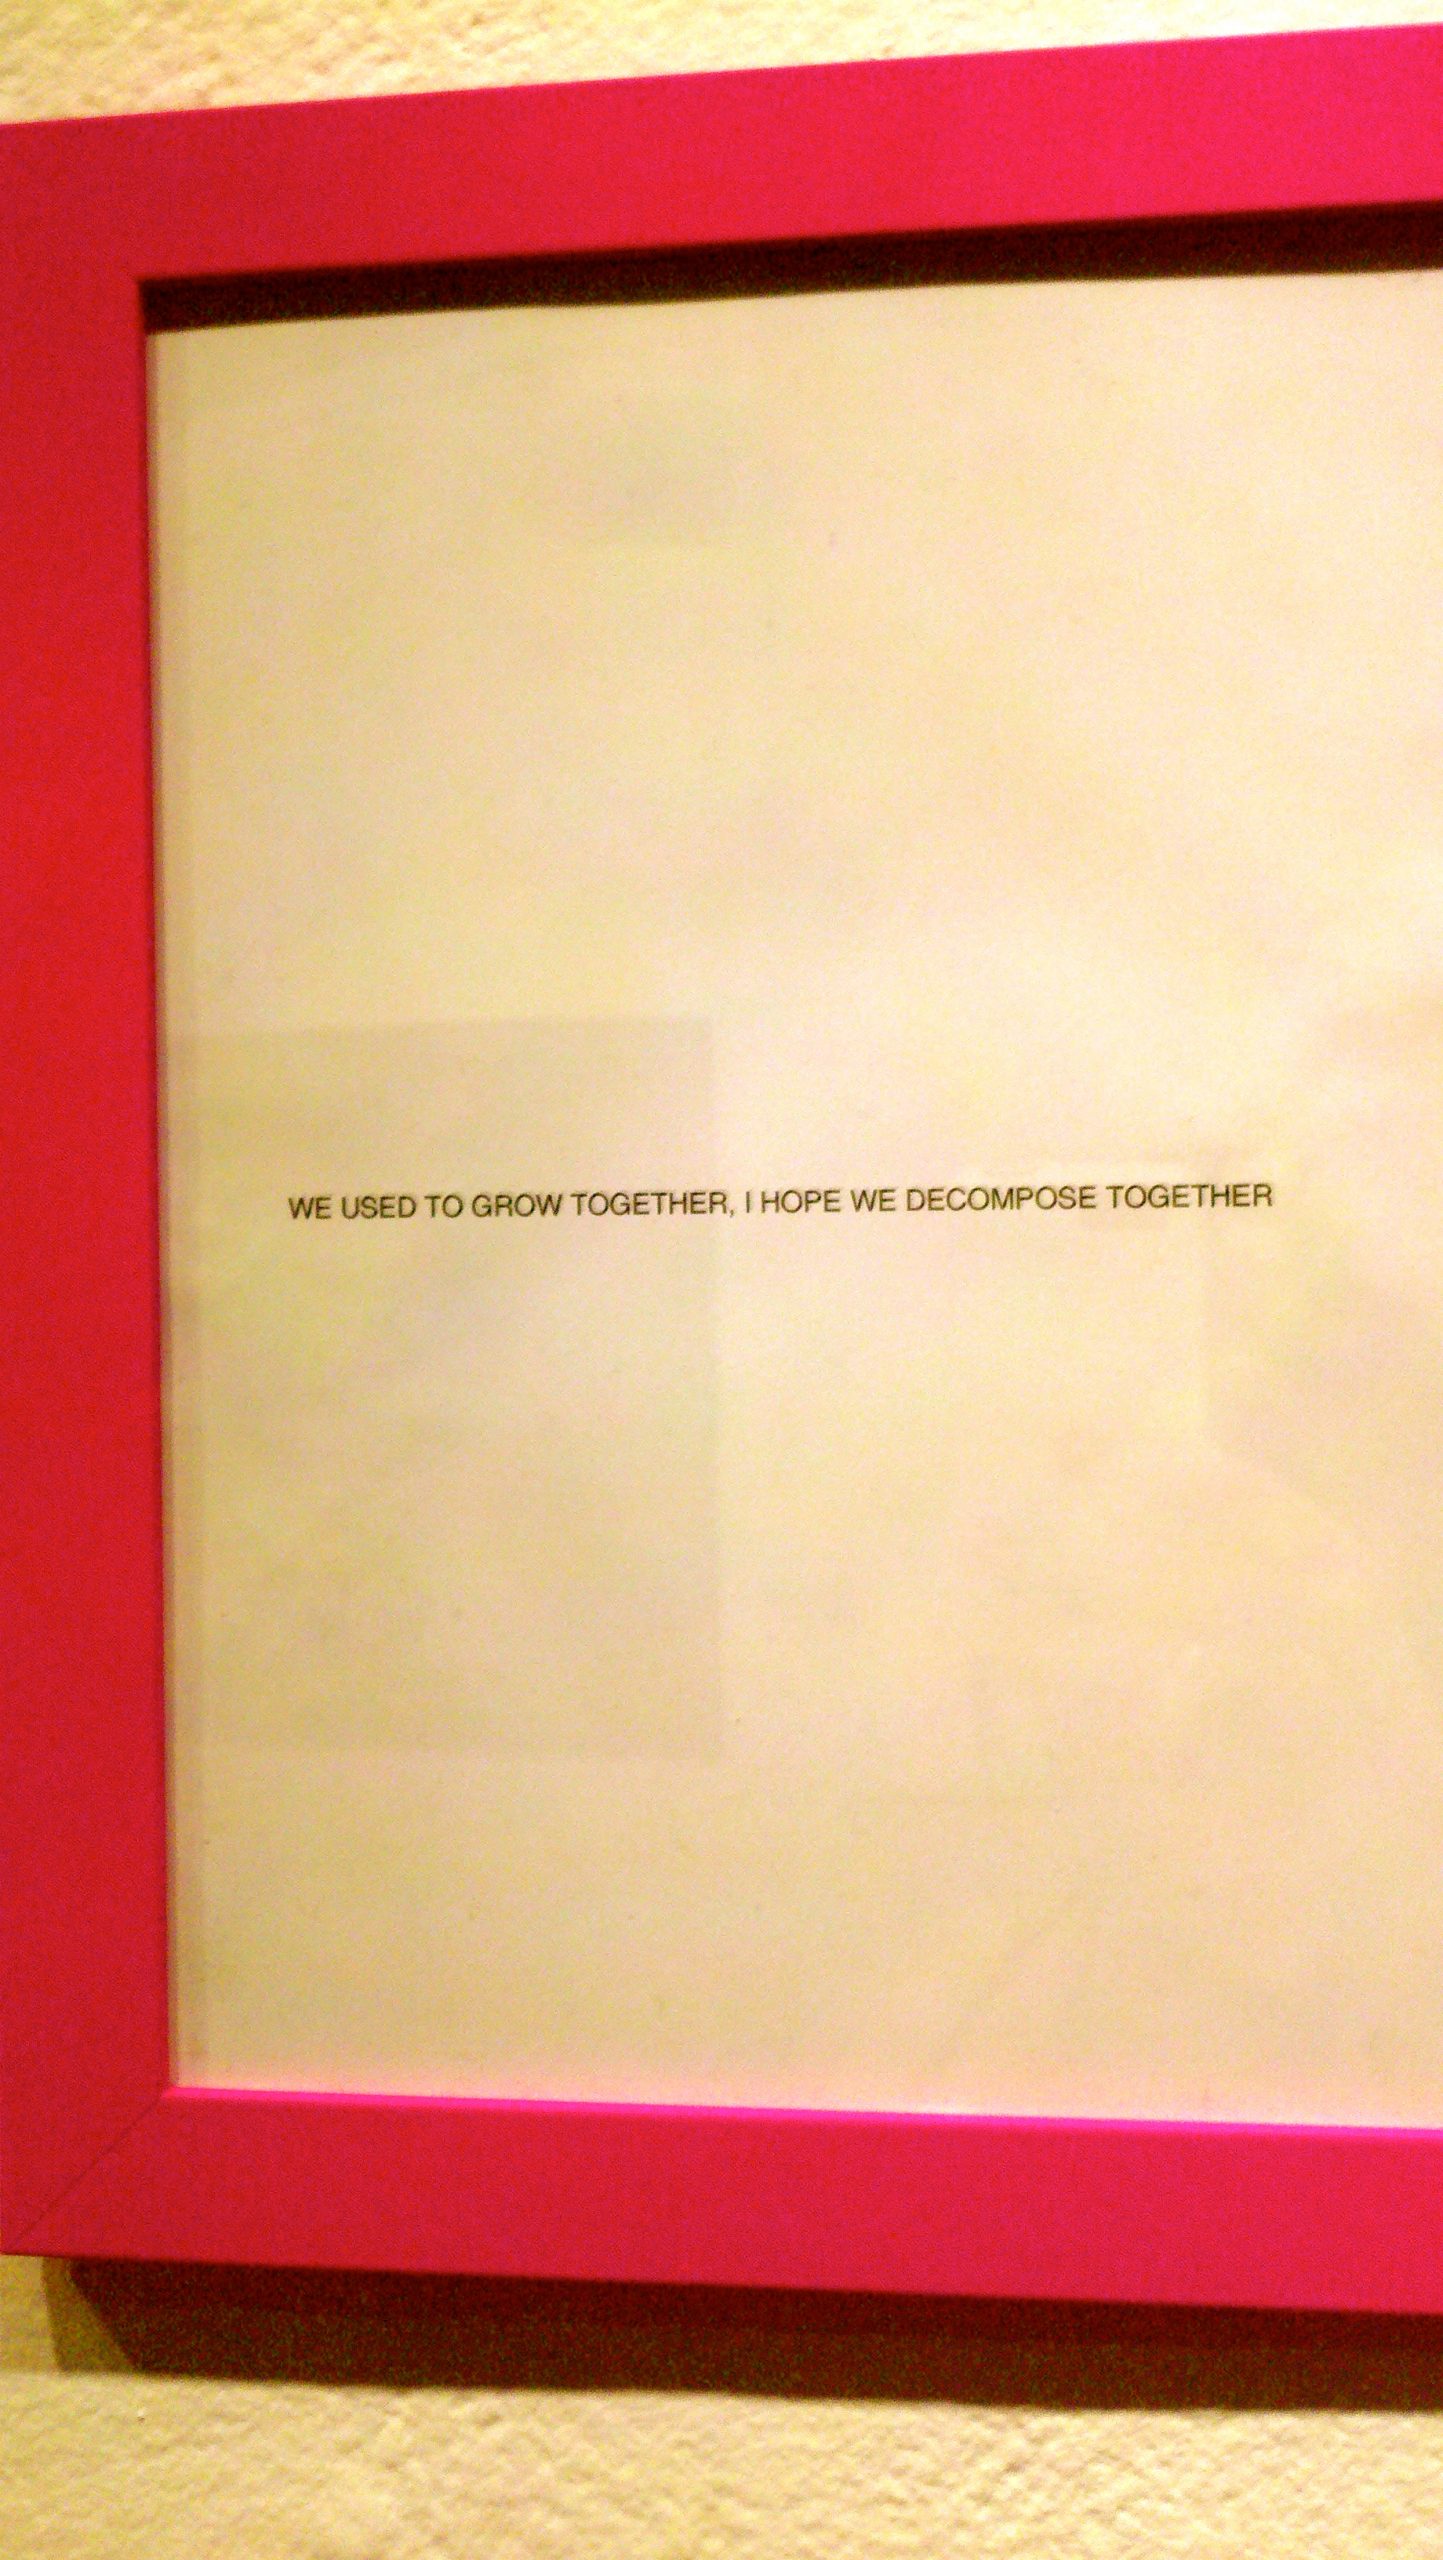 WE USED TO GROW TOGETHER, I HOPE WE DECOMPOSE TOGETHER